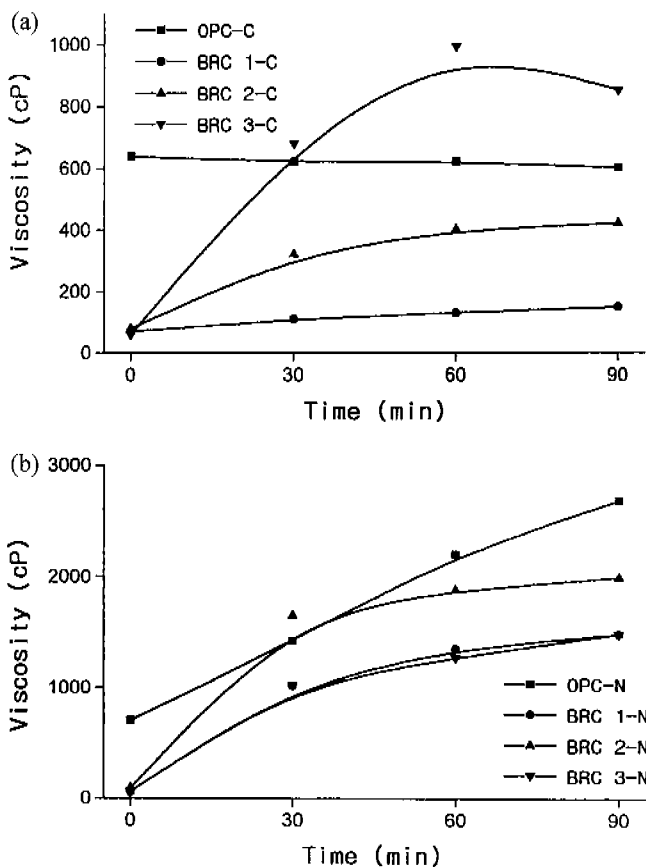 (a)
OPC-C
BRC 1-C
BRC 2-C
BRC 3-C
1000
800
600
400
200
0
Viscosity (cP)
0 30 60 90
Time (min)
(b)
3000
2000
1000
0
Viscosity (cP)
OPC-N
BRC 1-N
BRC 2-N
BRC 3-N
0 30 60 90
Time (min)